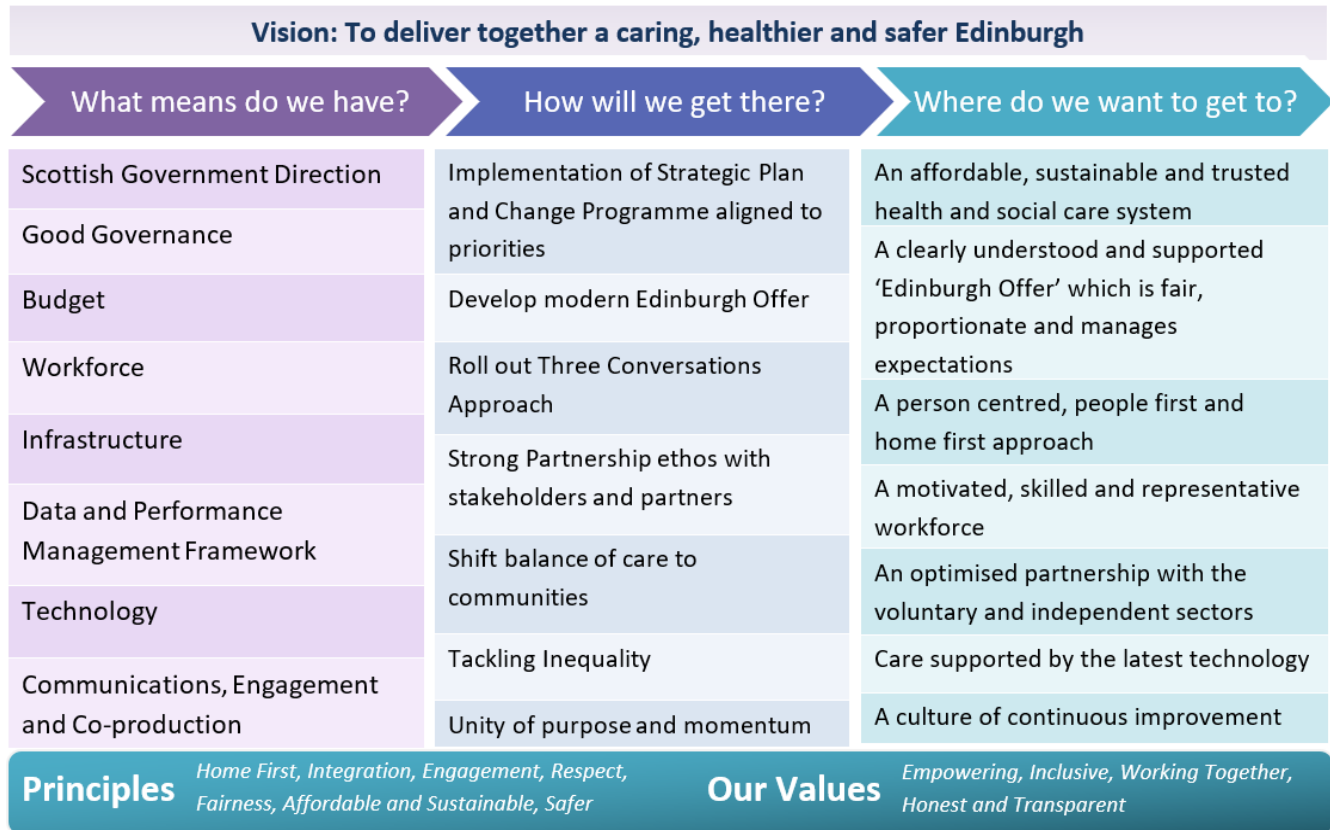 Vision: To deliver together a caring, healthier and safer Edinburgh
What means do we have?
How will we get there?
Where do we want to get to?
Scottish Government Direction
Good Governance
Budget
Workforce
Infrastructure
Data and Performance
Management Framework
Technology
Communications, Engagement
and Co-production
Implementation of Strategic Plan
and Change Programme aligned to
priorities
Develop modern Edinburgh Offer
Roll out Three Conversations
Approach
Strong Partnership ethos with
stakeholders and partners
Shift balance of care to
communities
Tackling Inequality
Unity of purpose and momentum
An affordable, sustainable and trusted
health and social care system
A clearly understood and supported
‘Edinburgh Offer’ which is fair,
proportionate and manages
expectations
A person centred, people first and
home first approach
A motivated, skilled and representative
workforce
An optimised partnership with the
voluntary and independent sectors
Care supported by the latest technology
A culture of continuous improvement
Principles
Home First, Integration, Engagement, Respect,
Fairness, Affordable and Sustainable, Safer
Our Values
Empowering, Inclusive, Working Together,
Honest and Transparent